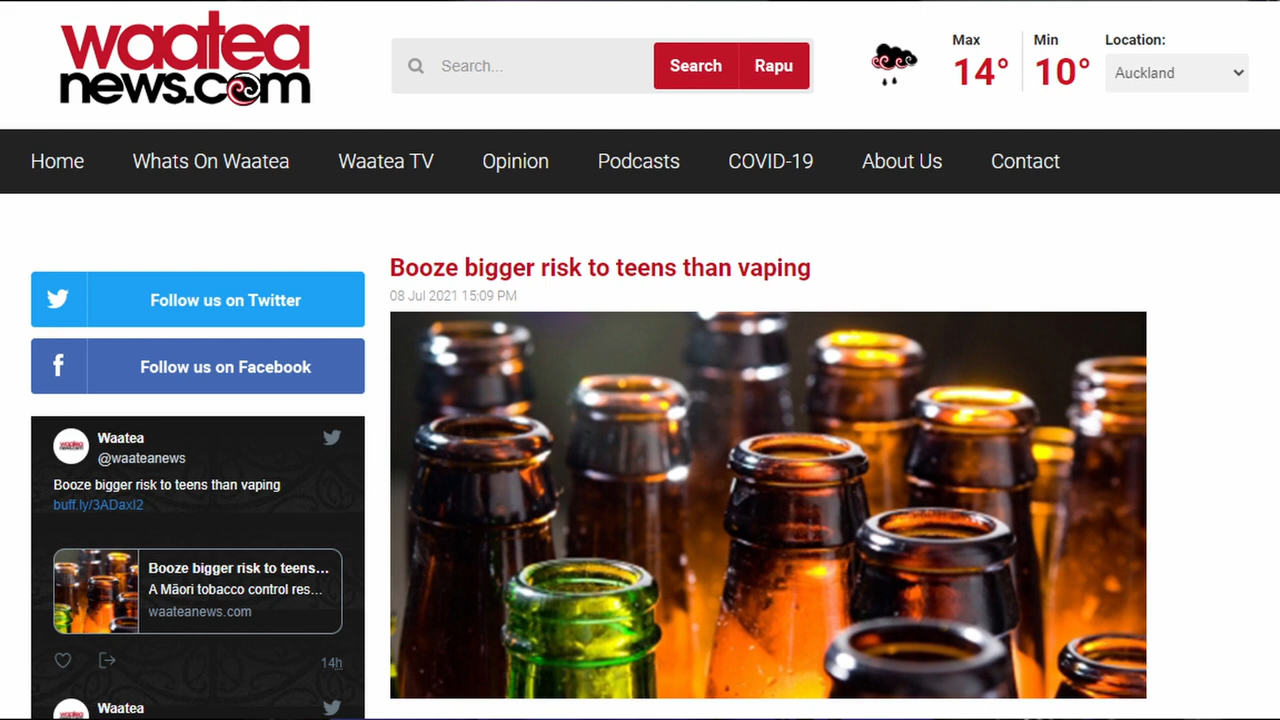 waatea
news.com
Search...
Search
Rapu
Max
14°
Min
10°
Location:
Auckland
Home
Whats On Waatea
Waatea TV
Opinion
Podcasts
COVID-19
About Us
Contact
Follow us on Twitter
Follow us on Facebook
Waatea
@waateanews
Booze bigger risk to teens than vaping
buff.ly/3ADaxl2
Booze bigger risk to teens...
A Māori tobacco control res...
waateanews.com
14h
Waatea
Booze bigger risk to teens than vaping
08 Jul 2021 15:09 PM